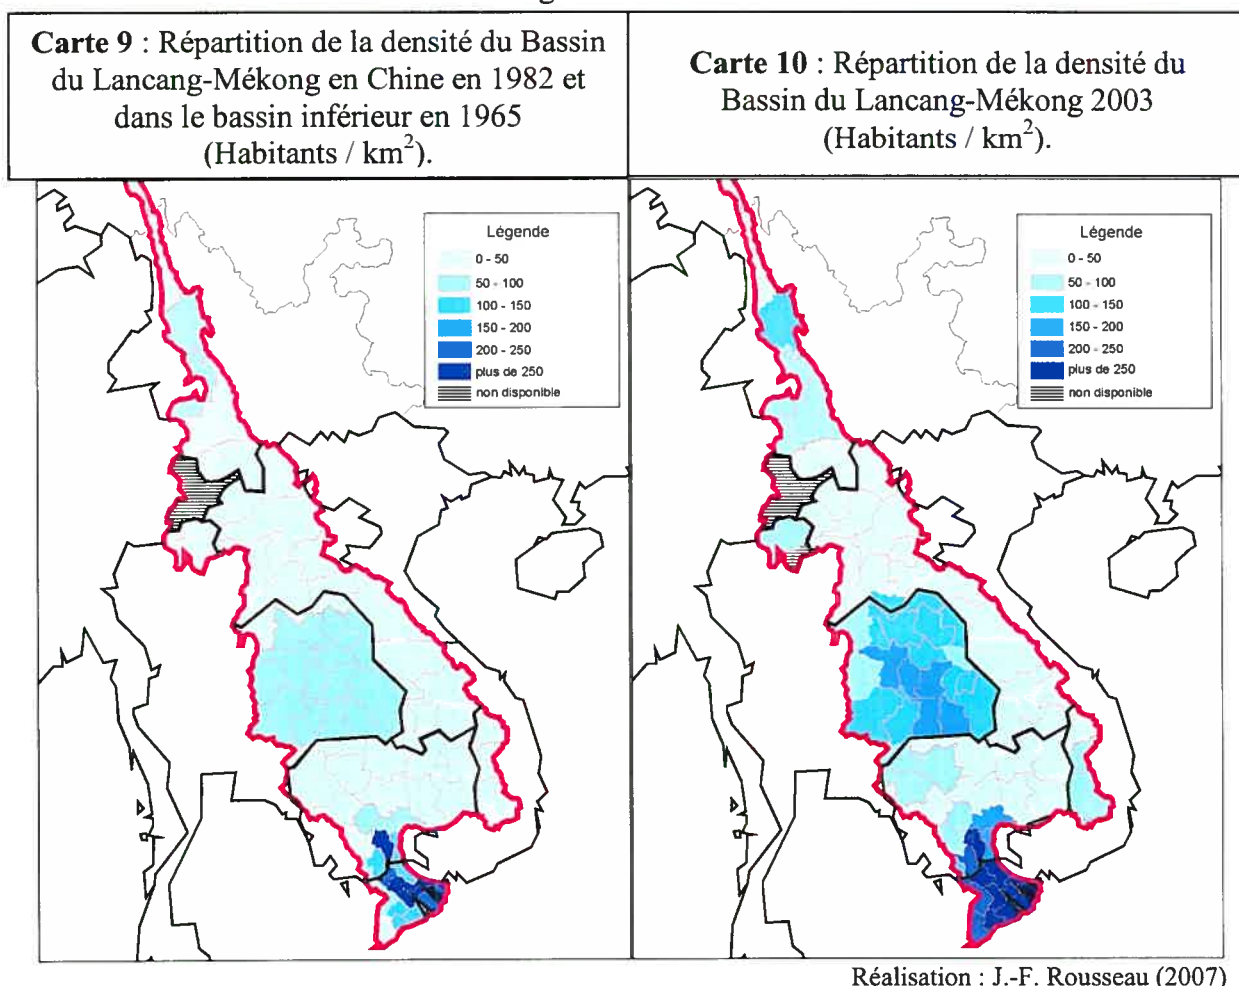 Carte 9 : Répartition de la densité du Bassin
du Lancang-Mékong en Chine en 1982 et
dans le bassin inférieur en 1965
(Habitants / km²).
Carte 10 : Répartition de la densité du
Bassin du Lancang-Mékong 2003
(Habitants / km²).
Légende
0 - 50
50 - 100
100 - 150
150 - 200
200 - 250
plus de 250
non disponible
Légende
0 - 50
50 - 100
100 - 150
150 - 200
200 - 250
plus de 250
non disponible
Réalisation : J.-F. Rousseau (2007)